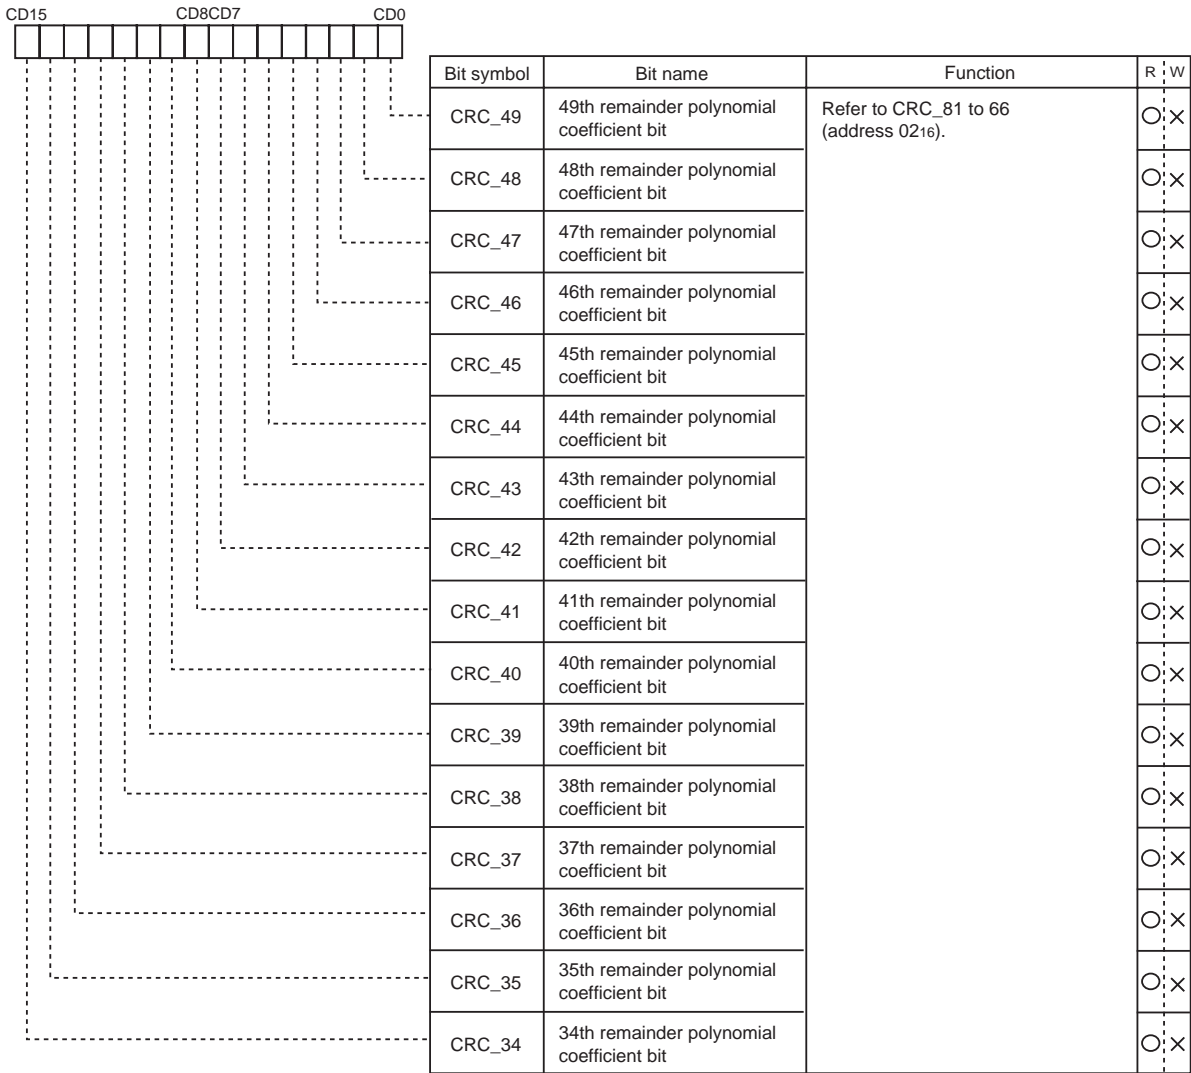 CD15 CD8CD7 CD0
Bit symbol Bit name Function R W
CRC_49 49th remainder polynomial coefficient bit Refer to CRC_81 to 66 (address 0216).
CRC_48 48th remainder polynomial coefficient bit
CRC_47 47th remainder polynomial coefficient bit
CRC_46 46th remainder polynomial coefficient bit
CRC_45 45th remainder polynomial coefficient bit
CRC_44 44th remainder polynomial coefficient bit
CRC_43 43th remainder polynomial coefficient bit
CRC_42 42th remainder polynomial coefficient bit
CRC_41 41th remainder polynomial coefficient bit
CRC_40 40th remainder polynomial coefficient bit
CRC_39 39th remainder polynomial coefficient bit
CRC_38 38th remainder polynomial coefficient bit
CRC_37 37th remainder polynomial coefficient bit
CRC_36 36th remainder polynomial coefficient bit
CRC_35 35th remainder polynomial coefficient bit
CRC_34 34th remainder polynomial coefficient bit